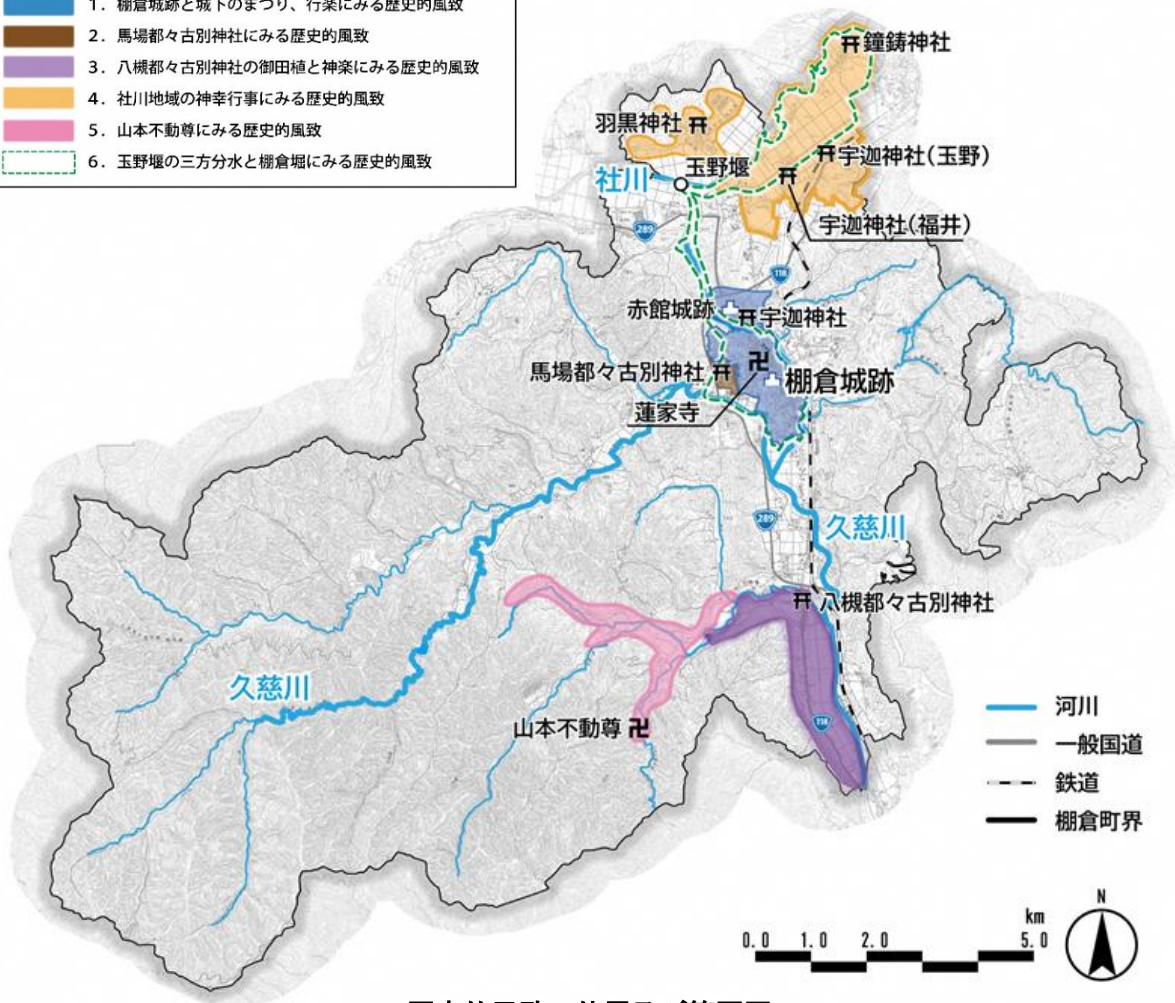 1. 棚倉城跡と城下のまつり、行楽にみる歴史的風致
2. 馬場都々古別神社にみる歴史的風致
3. 八槻都々古別神社の御田植と神楽にみる歴史的風致
4. 社川地域の神幸行事にみる歴史的風致
5. 山本不動尊にみる歴史的風致
6. 玉野堰の三方分水と棚倉堀にみる歴史的風致
鐘鋳神社
羽黒神社
宇迦神社(玉野)
玉野堰
社川
宇迦神社(福井)
289
118
赤館城跡
宇迦神社
馬場都々古別神社
棚倉城跡
蓮家寺
289
久慈川
八槻都々古別神社
久慈川
山本不動尊
118
河川
一般国道
鉄道
棚倉町界
N
km
0.0 1.0 2.0 5.0